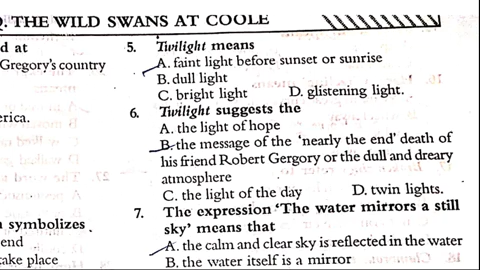 Q. THE WILD SWANS AT COOLE
d at
Gregory's country
erica.
symbolizes.
end
take place
5. Twilight means
A. faint light before sunset or sunrise
B. dull light
C. bright light D. glistening light.
6. Twilight suggests the
A. the light of hope
B. the message of the 'nearly the end' death of
his friend Robert Gergory or the dull and dreary
atmosphere
C. the light of the day D. twin lights.
7. The expression 'The water mirrors a still
sky' means that
A. the calm and clear sky is reflected in the water
B. the water itself is a mirror